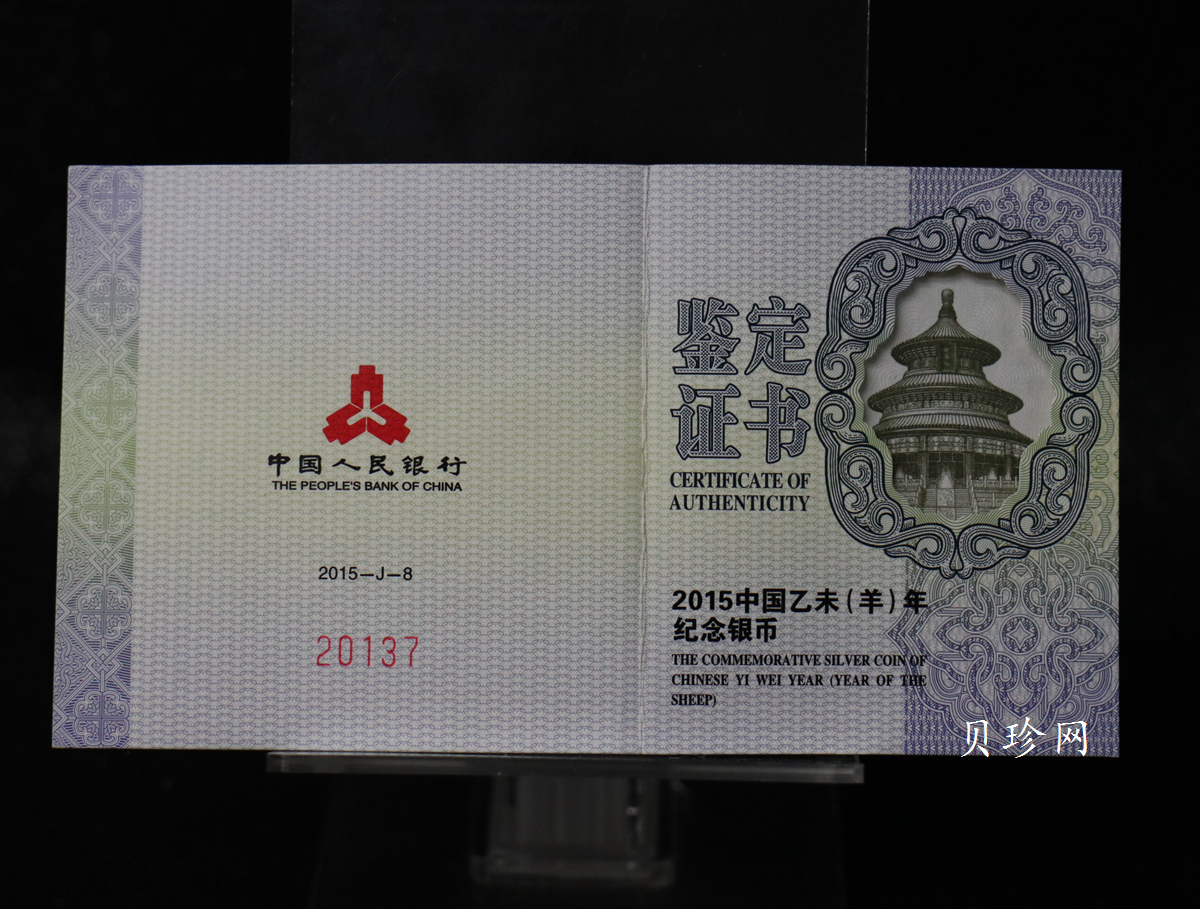 中国人民银行
THE PEOPLE'S BANK OF CHINA
2015—J—8
20137
鉴定
证书
CERTIFICATE OF
AUTHENTICITY
2015中国乙未(羊)年
纪念银币
THE COMMEMORATIVE SILVER COIN OF
CHINESE YI WEI YEAR (YEAR OF THE
SHEEP)
贝珍网